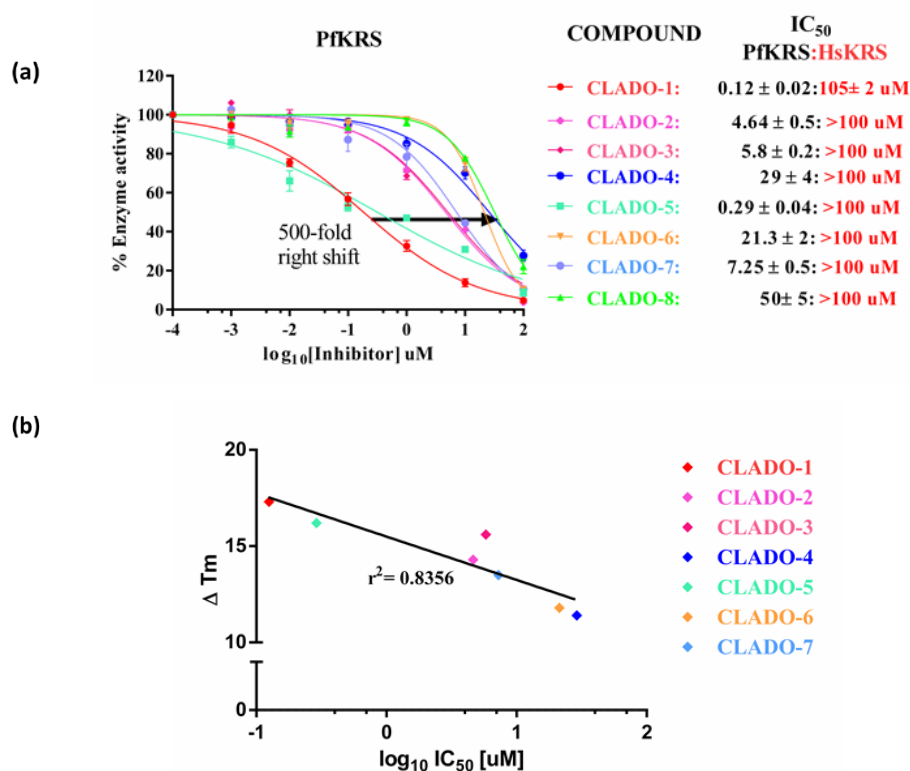 (a)
PfKRS
COMPOUND
IC50
PfKRS:HsKRS
120
100
80
60
40
20
0
% Enzyme activity
500-fold
right shift
-4 -3 -2 -1 0 1 2
log10[Inhibitor] uM
CLADO-1: 0.12 ± 0.02:105± 2 uM
CLADO-2: 4.64 ± 0.5: >100 uM
CLADO-3: 5.8 ± 0.2: >100 uM
CLADO-4: 29 ± 4: >100 uM
CLADO-5: 0.29 ± 0.04: >100 uM
CLADO-6: 21.3 ± 2: >100 uM
CLADO-7: 7.25 ± 0.5: >100 uM
CLADO-8: 50± 5: >100 uM
(b)
20
15
10
0
Δ Tm
r²= 0.8356
-1 0 1 2
log10 IC50 [uM]
CLADO-1
CLADO-2
CLADO-3
CLADO-4
CLADO-5
CLADO-6
CLADO-7